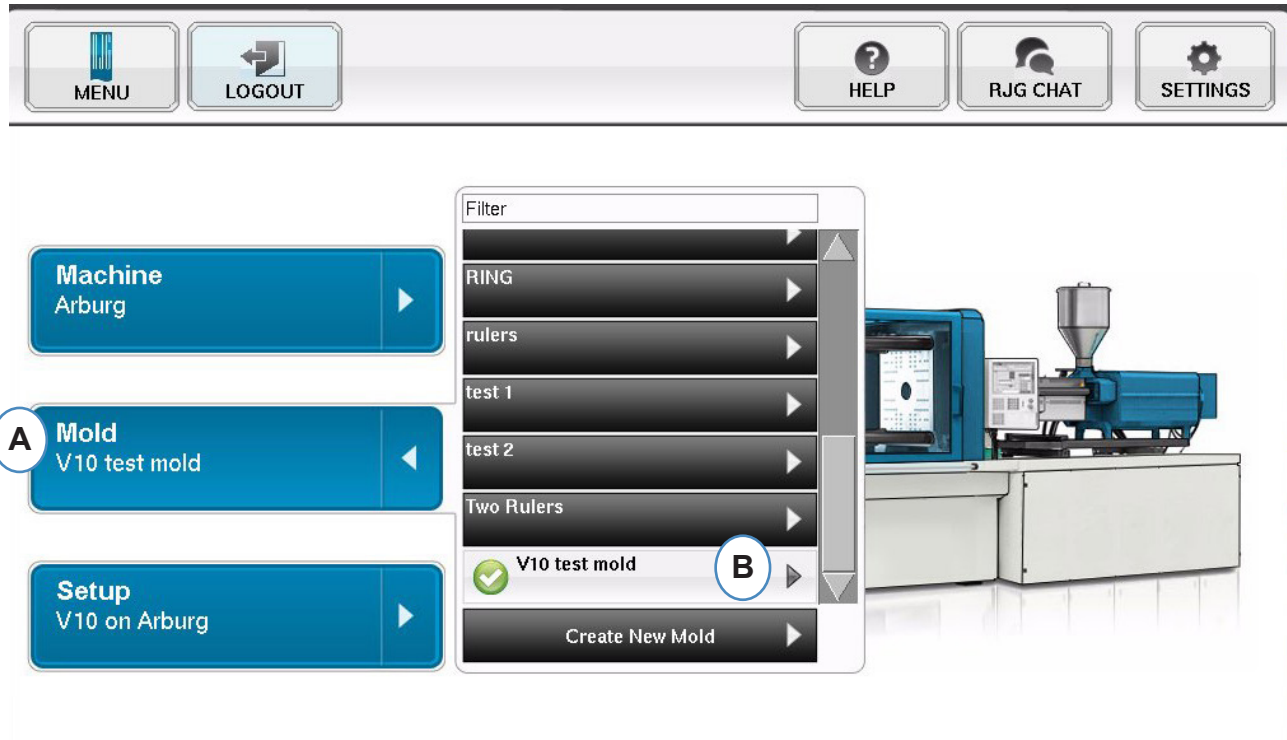 RJG
MENU
LOGOUT
HELP
RJG CHAT
SETTINGS
Machine
Arburg
A
Mold
V10 test mold
Setup
V10 on Arburg
Filter
RING
rulers
test 1
test 2
Two Rulers
V10 test mold
B
Create New Mold